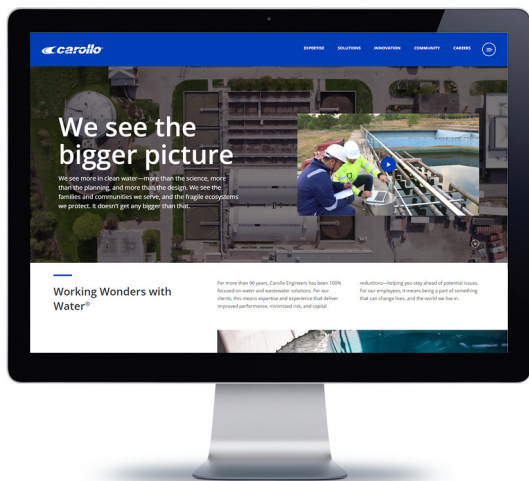 carollo
EXPERTISE SOLUTIONS INNOVATION COMMUNITY CAREERS
We see the
bigger picture
We see more in clean water—more than the science, more
than the planning, and more than the design. We see the
families and communities we serve, and the fragile ecosystems
we protect. It doesn't get any bigger than that.
Working Wonders with
Water®
For more than 90 years, Carollo Engineers has been 100%
focused on water and wastewater solutions. For our
clients, this means expertise and experience that deliver
improved performance, minimized risk, and capital
reductions—helping you stay ahead of potential issues.
For our employees, it means being a part of something
that can change lives, and the world we live in.